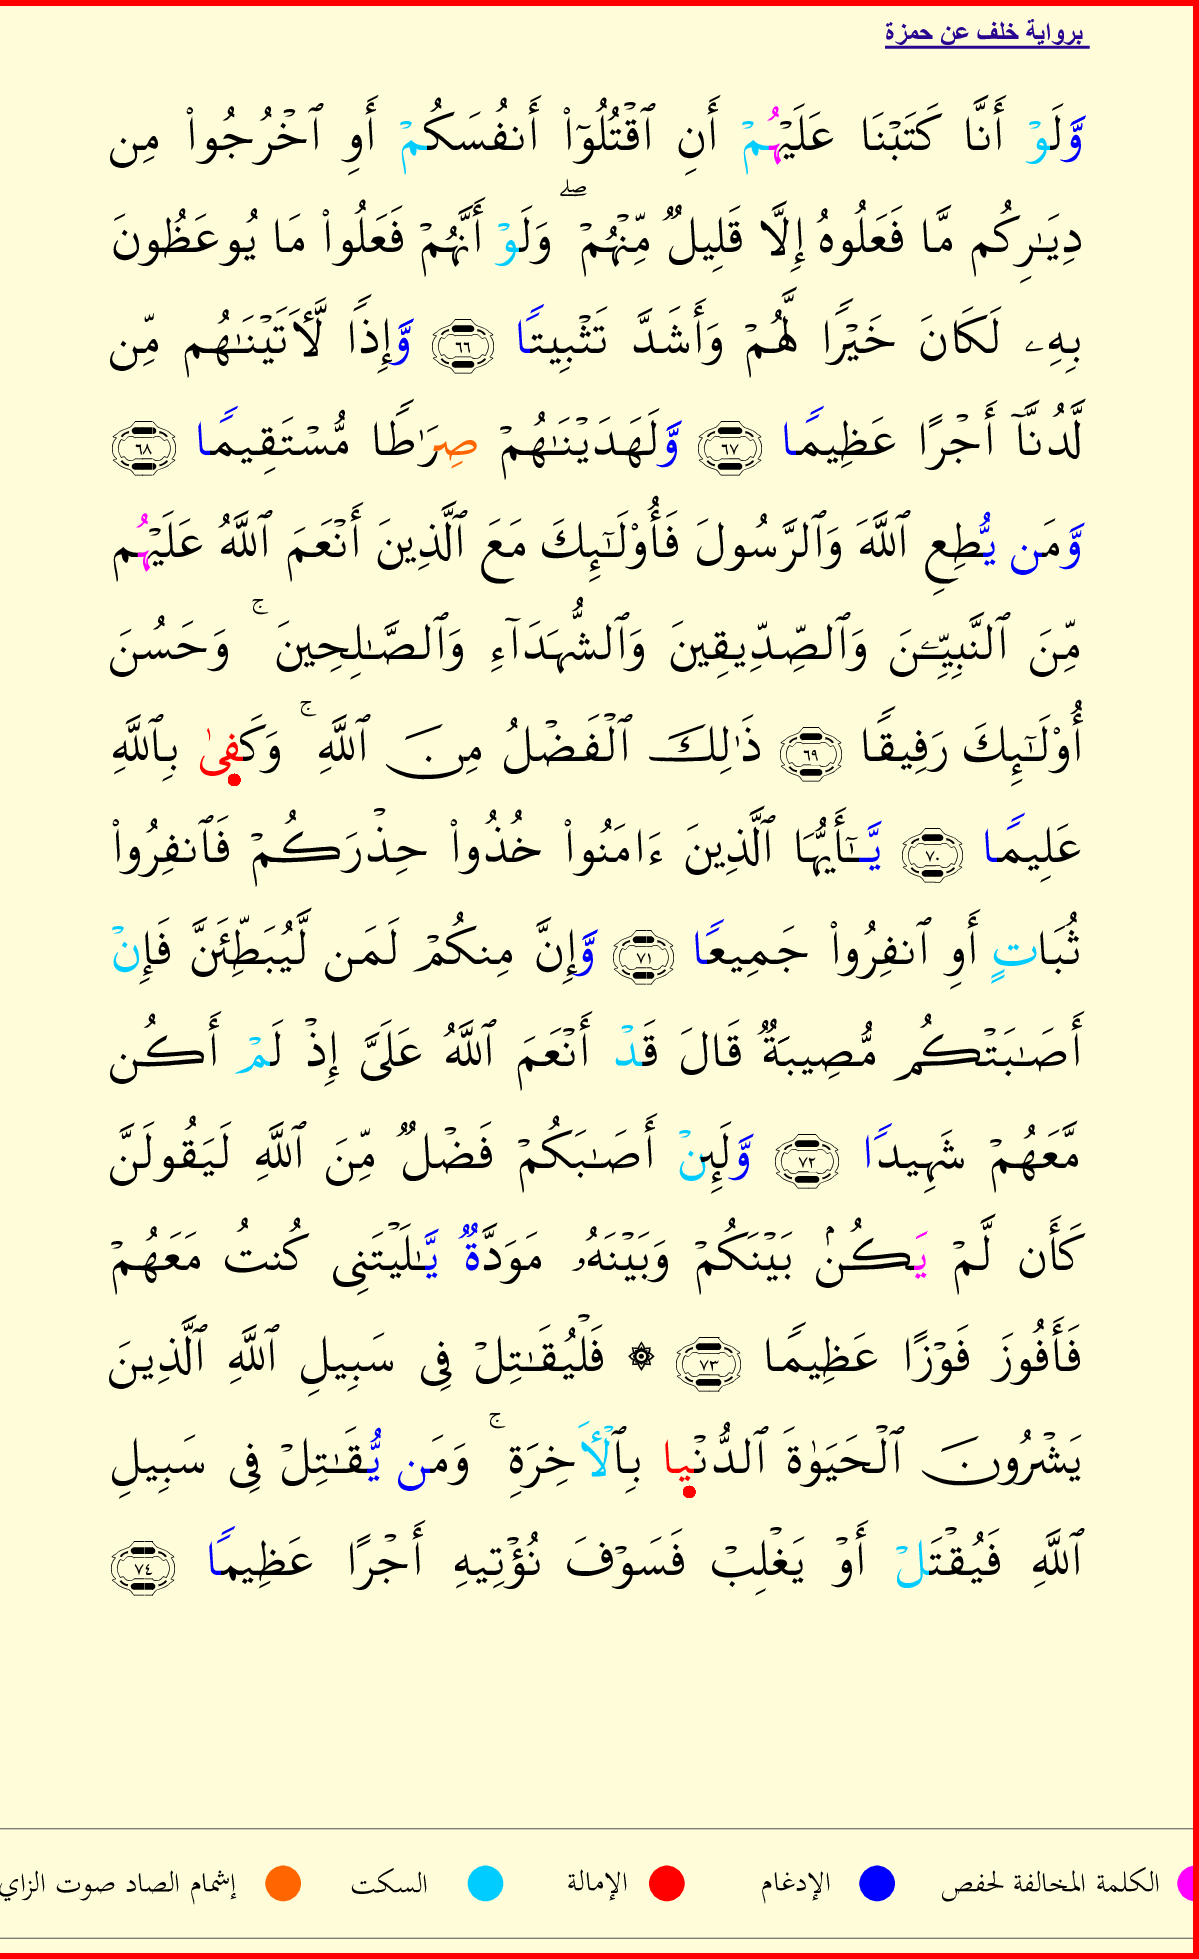 برواية خلف عن حمزة
وَّلَوۡ أَنَّا كَتَبۡنَا عَلَيۡهُمۡ أَنِ ٱقۡتُلُوٓاْ أَنفُسَكُمۡ أَوِ ٱخۡرُجُواْ مِن
دِيَٰرِكُم مَّا فَعَلُوهُ إِلَّا قَلِيلٞ مِّنۡهُمۡۖ وَلَوۡ أَنَّهُمۡ فَعَلُواْ مَا يُوعَظُونَ
بِهِۦ لَكَانَ خَيۡرٗا لَّهُمۡ وَأَشَدَّ تَثۡبِيتٗا ٦٦ وَّإِذٗا لَّأٓتَيۡنَٰهُم مِّن
لَّدُنَّآ أَجۡرًا عَظِيمٗا ٦٧ وَّلَهَدَيۡنَٰهُمۡ صِرَٰطٗا مُّسۡتَقِيمٗا ٦٨
وَّمَن يُّطِعِ ٱللَّهَ وَٱلرَّسُولَ فَأُوْلَٰٓئِكَ مَعَ ٱلَّذِينَ أَنۡعَمَ ٱللَّهُ عَلَيۡهُم
مِّنَ ٱلنَّبِيِّـۧنَ وَٱلصِّدِّيقِينَ وَٱلشُّهَدَآءِ وَٱلصَّٰلِحِينَۚ وَحَسُنَ
أُوْلَٰٓئِكَ رَفِيقٗا ٦٩ ذَٰلِكَ ٱلۡفَضۡلُ مِنَ ٱللَّهِۚ وَكَفِىٰ بِٱللَّهِ
عَلِيمٗا ٧٠ يَّٰٓأَيُّهَا ٱلَّذِينَ ءَامَنُواْ خُذُواْ حِذۡرَكُمۡ فَٱنفِرُواْ
ثُبَاتٍ أَوِ ٱنفِرُواْ جَمِيعٗا ٧١ وَّإِنَّ مِنكُمۡ لَمَن لَّيُبَطِّئَنَّ فَإِنۡ
أَصَٰبَتۡكُم مُّصِيبَةٞ قَالَ قَدۡ أَنۡعَمَ ٱللَّهُ عَلَيَّ إِذۡ لَمۡ أَكُن
مَّعَهُمۡ شَهِيدٗا ٧٢ وَّلَئِنۡ أَصَٰبَكُمۡ فَضۡلٞ مِّنَ ٱللَّهِ لَيَقُولَنَّ
كَأَن لَّمۡ يَكُنۢ بَيۡنَكُمۡ وَبَيۡنَهُۥ مَوَدَّةٞ يَّٰلَيۡتَنِي كُنتُ مَعَهُمۡ
فَأَفُوزَ فَوۡزًا عَظِيمٗا ٧٣ ۞ فَلۡيُقَٰتِلۡ فِي سَبِيلِ ٱللَّهِ ٱلَّذِينَ
يَشۡرُونَ ٱلۡحَيَوٰةَ ٱلدُّنۡيِا بِٱلۡأٓخِرَةِۚ وَمَن يُّقَٰتِلۡ فِي سَبِيلِ
ٱللَّهِ فَيُقۡتَلۡ أَوۡ يَغۡلِبۡ فَسَوۡفَ نُؤۡتِيهِ أَجۡرًا عَظِيمٗا ٧٤
الكلمة المخالفة لحفص الإدغام الإمالة السكت إشمام الصاد صوت الزاي